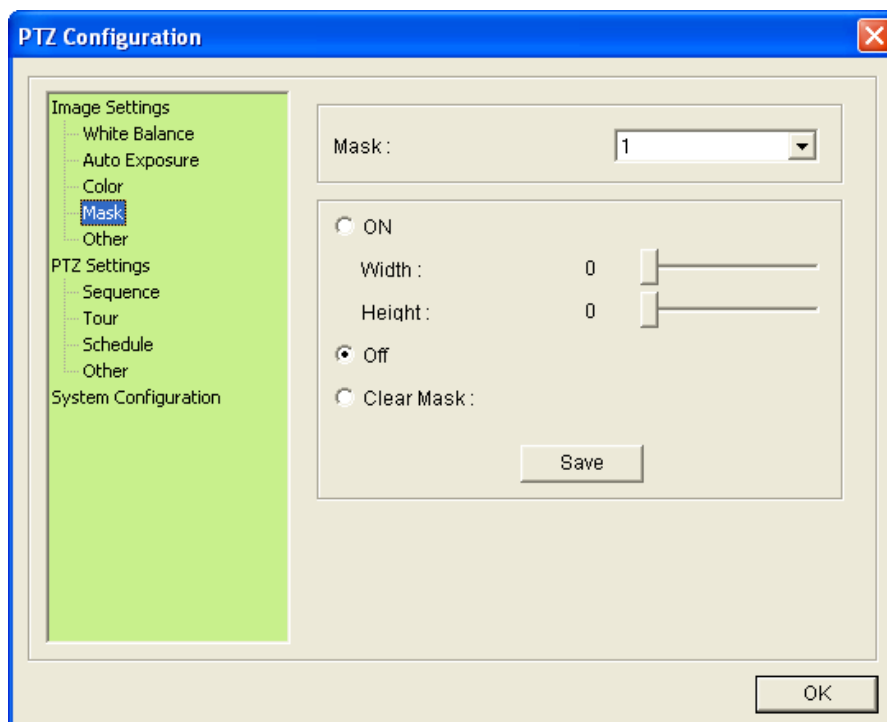 PTZ Configuration
Image Settings
White Balance
Auto Exposure
Color
Mask
Other
PTZ Settings
Sequence
Tour
Schedule
Other
System Configuration
Mask : 1
ON
Width : 0
Height : 0
Off
Clear Mask :
Save
OK